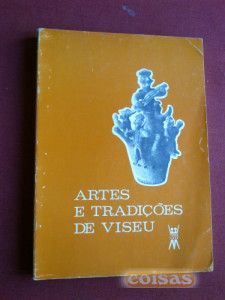 ARTES
E TRADIÇÕES
DE VISEU
coisas